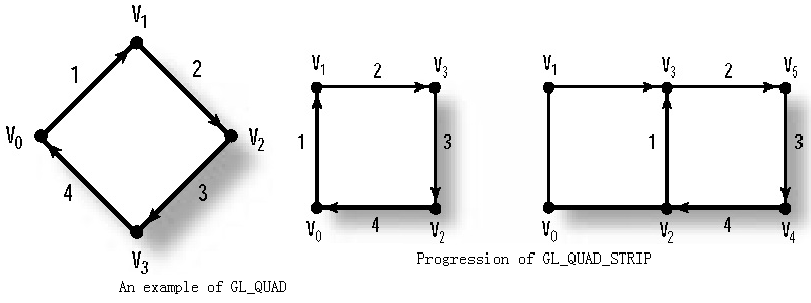 V1
1
2
V0
V2
4
3
V3
An example of GL_QUAD
V1
2
V3
1
3
V0
4
V2
V1
V3
2
V5
1
3
V0
V2
4
V4
Progression of GL_QUAD_STRIP